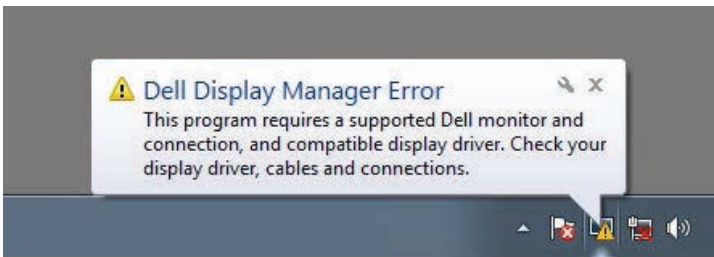 Dell Display Manager Error
This program requires a supported Dell monitor and
connection, and compatible display driver. Check your
display driver, cables and connections.